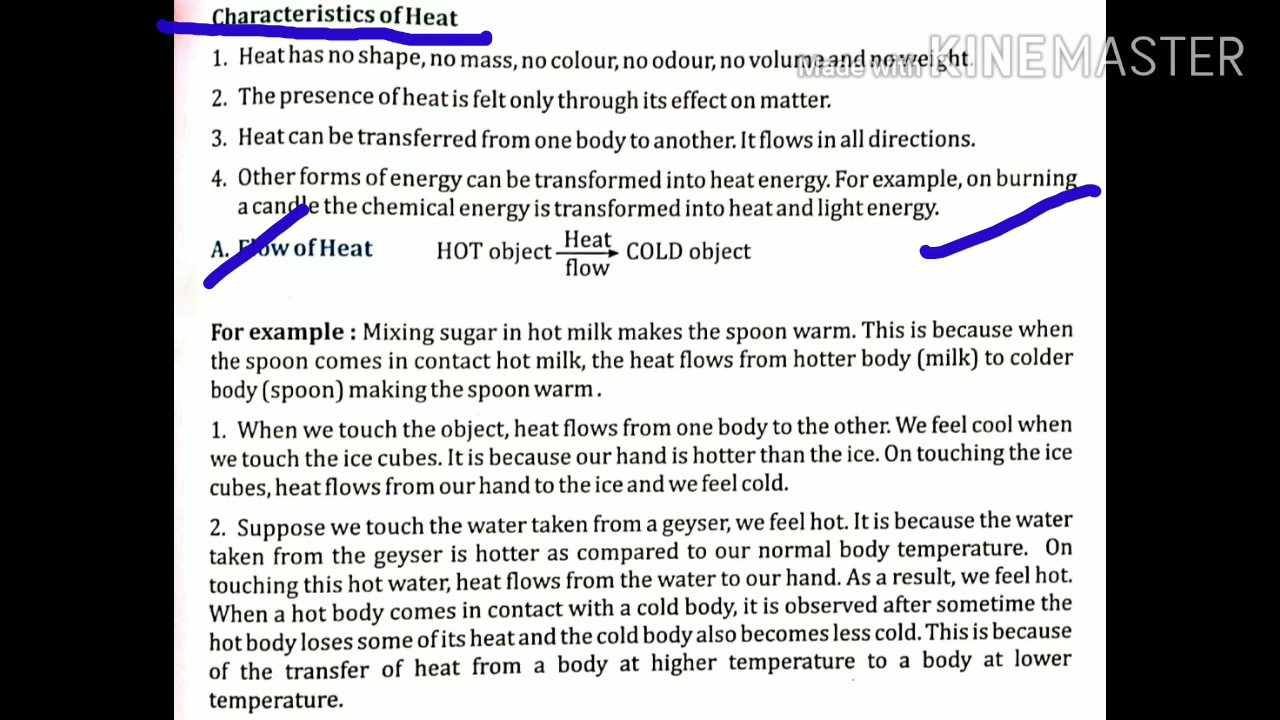 Characteristics of Heat
1. Heat has no shape, no mass, no colour, no odour, no volume and no weight.
Made with KINEMASTER
2. The presence of heat is felt only through its effect on matter.
3. Heat can be transferred from one body to another. It flows in all directions.
4. Other forms of energy can be transformed into heat energy. For example, on burning
a candle the chemical energy is transformed into heat and light energy.
A. Flow of Heat HOT object Heat flow COLD object
For example : Mixing sugar in hot milk makes the spoon warm. This is because when
the spoon comes in contact hot milk, the heat flows from hotter body (milk) to colder
body (spoon) making the spoon warm.
1. When we touch the object, heat flows from one body to the other. We feel cool when
we touch the ice cubes. It is because our hand is hotter than the ice. On touching the ice
cubes, heat flows from our hand to the ice and we feel cold.
2. Suppose we touch the water taken from a geyser, we feel hot. It is because the water
taken from the geyser is hotter as compared to our normal body temperature. On
touching this hot water, heat flows from the water to our hand. As a result, we feel hot.
When a hot body comes in contact with a cold body, it is observed after sometime the
hot body loses some of its heat and the cold body also becomes less cold. This is because
of the transfer of heat from a body at higher temperature to a body at lower
temperature.